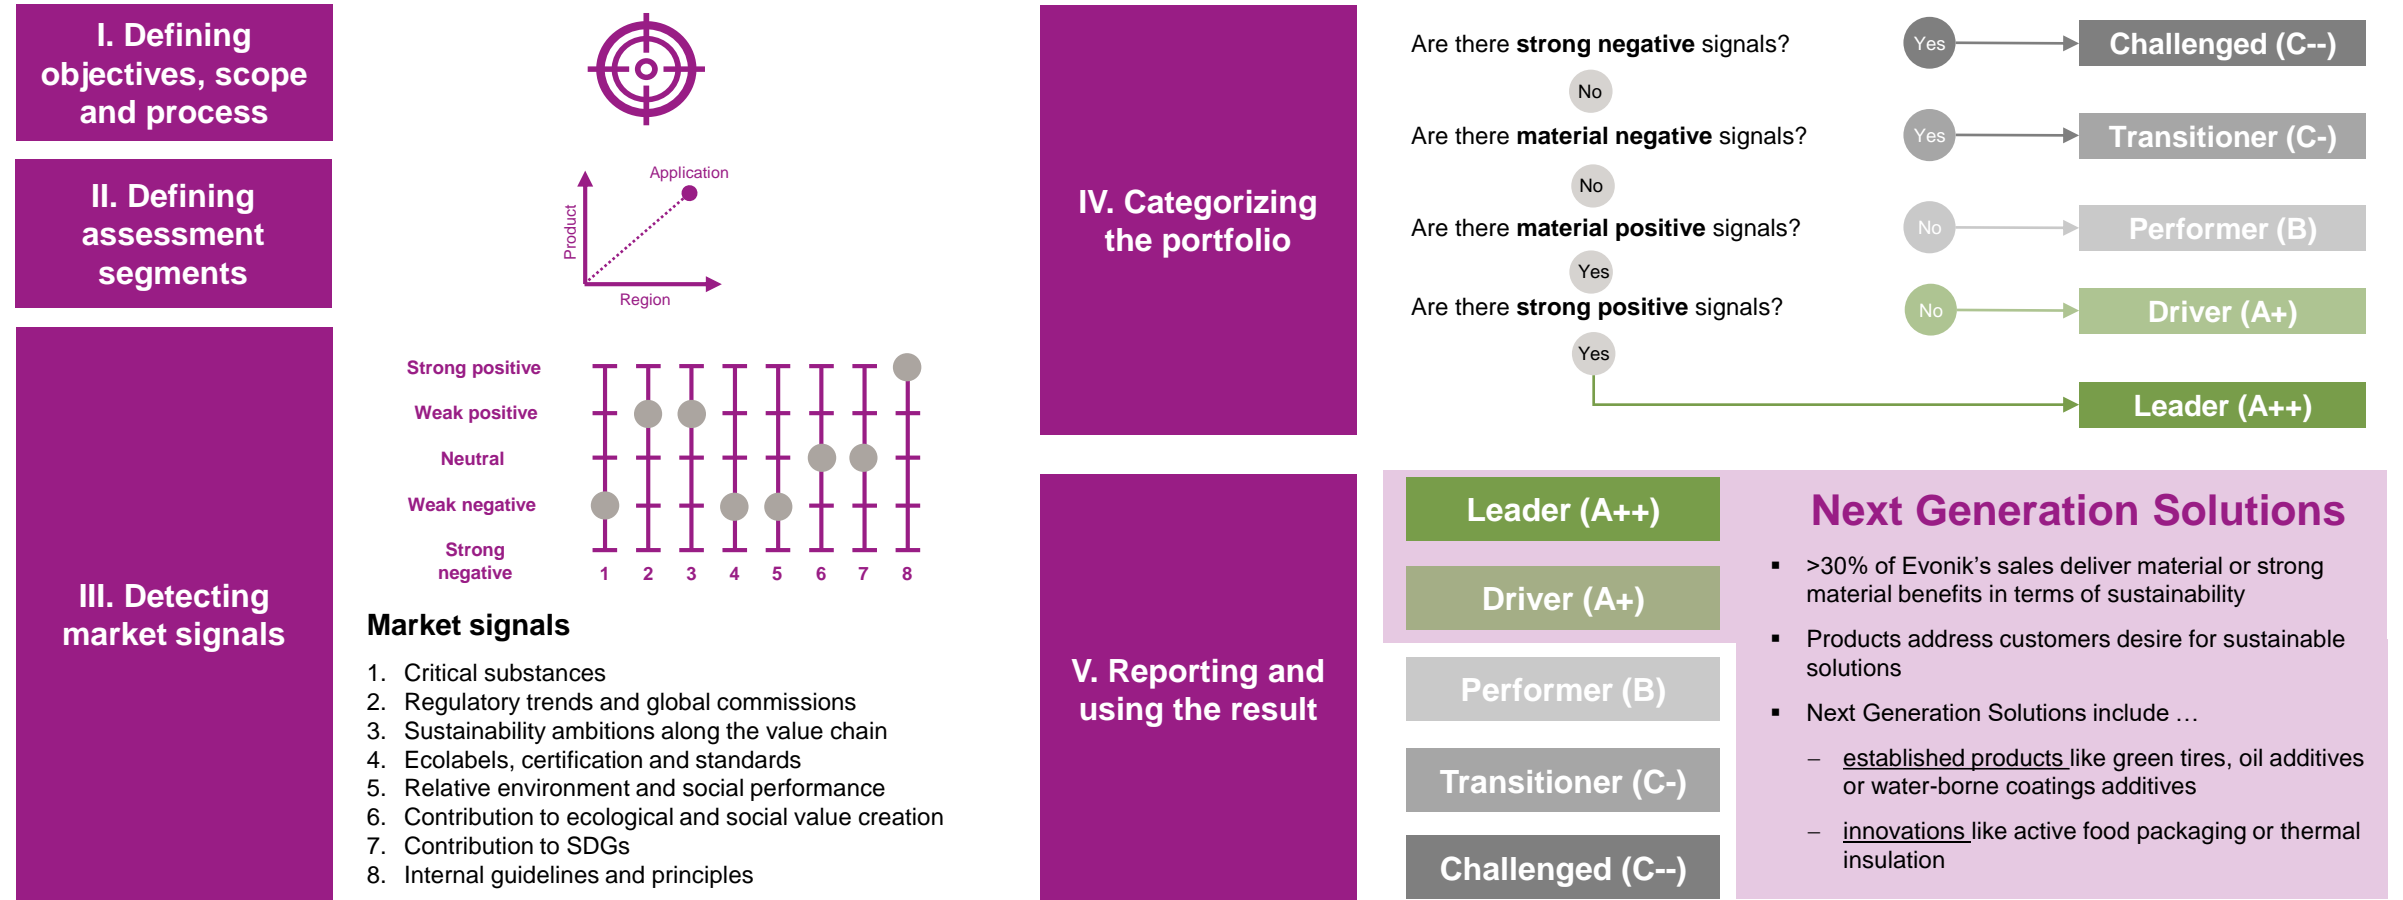 I. Defining
objectives, scope
and process
II. Defining
assessment
segments
Application
Product
Region
III. Detecting
market signals
Strong positive
Weak positive
Neutral
Weak negative
Strong
negative
1 2 3 4 5 6 7 8
Market signals
1. Critical substances
2. Regulatory trends and global commissions
3. Sustainability ambitions along the value chain
4. Ecolabels, certification and standards
5. Relative environment and social performance
6. Contribution to ecological and social value creation
7. Contribution to SDGs
8. Internal guidelines and principles
IV. Categorizing
the portfolio
Are there strong negative signals? Yes Challenged (C--)
No
Are there material negative signals? Yes Transitioner (C-)
No
Are there material positive signals? No Performer (B)
Yes
Are there strong positive signals? No Driver (A+)
Yes
Leader (A++)
V. Reporting and
using the result
Leader (A++)
Driver (A+)
Performer (B)
Transitioner (C-)
Challenged (C--)
Next Generation Solutions
▪ >30% of Evonik’s sales deliver material or strong
material benefits in terms of sustainability
▪ Products address customers desire for sustainable
solutions
▪ Next Generation Solutions include …
– established products like green tires, oil additives
or water-borne coatings additives
– innovations like active food packaging or thermal
insulation